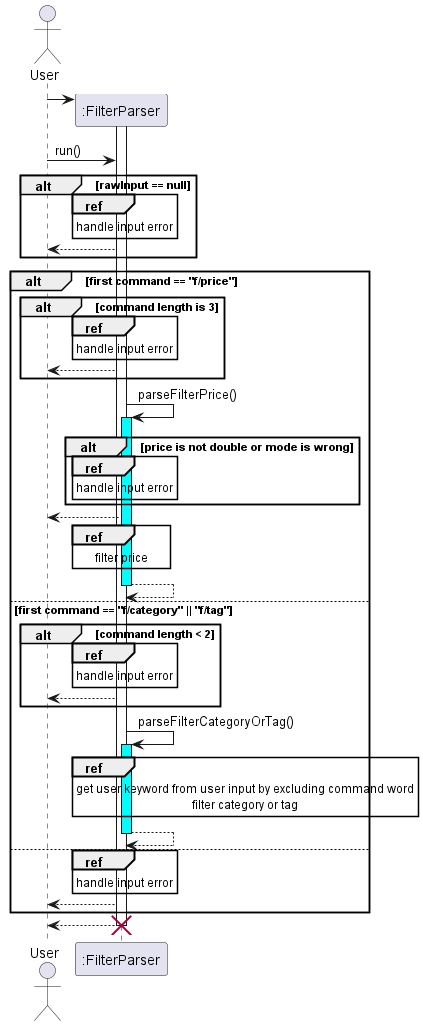 User
:FilterParser
run()
alt [rawInput == null]
ref
handle input error
alt [first command == "f/price"]
alt [command length is 3]
ref
handle input error
parseFilterPrice()
alt [price is not double or mode is wrong]
ref
handle input error
ref
filter price
[first command == "f/category" || "f/tag"]
alt [command length < 2]
ref
handle input error
parseFilterCategoryOrTag()
ref
get user keyword from user input by excluding command word
filter category or tag
ref
handle input error
User
:FilterParser